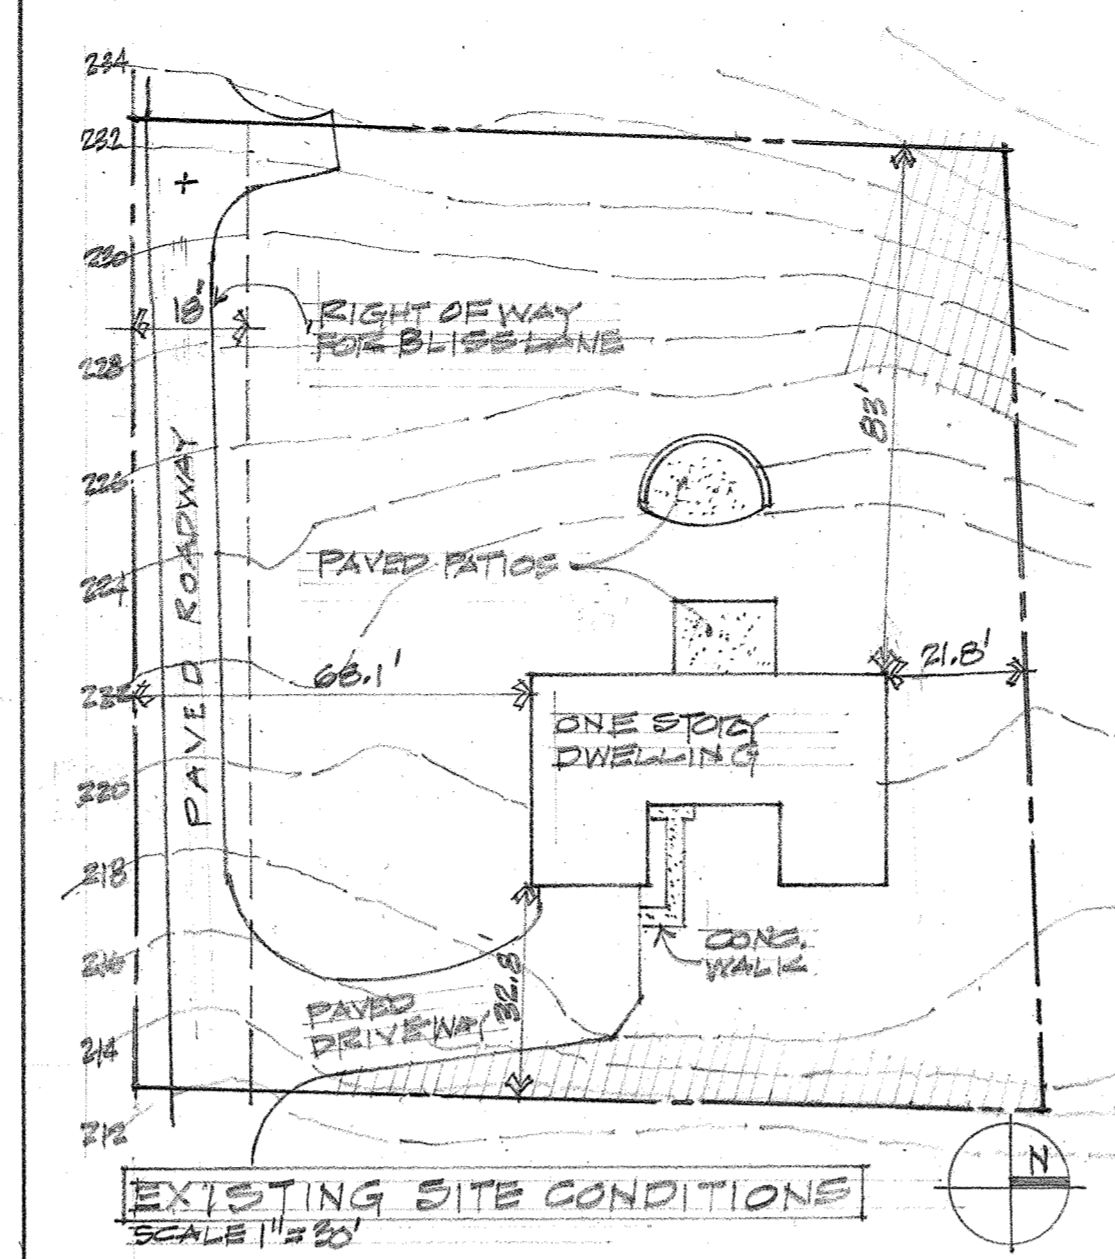 234
232
230
18'
RIGHT OF WAY
FOR BLISS LANE
228
83'
226
PAVED ROADWAY
PAVED PATIOS
224
21.8'
222
68.1'
ONE STORY
DWELLING
220
218
CONC.
WALK
216
32.8'
PAVED
DRIVEWAY
214
212
N
EXISTING SITE CONDITIONS
SCALE 1"=30'